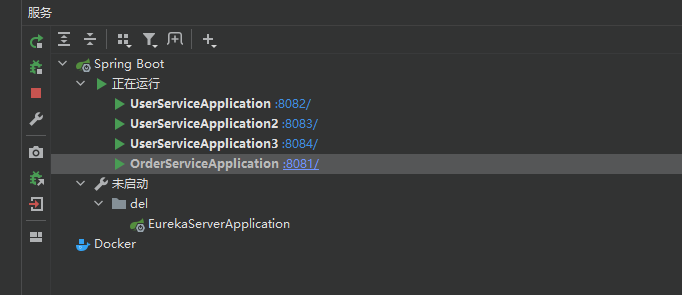 服务
Spring Boot
正在运行
UserServiceApplication :8082/
UserServiceApplication2 :8083/
UserServiceApplication3 :8084/
OrderServiceApplication :8081/
未启动
del
EurekaServerApplication
Docker